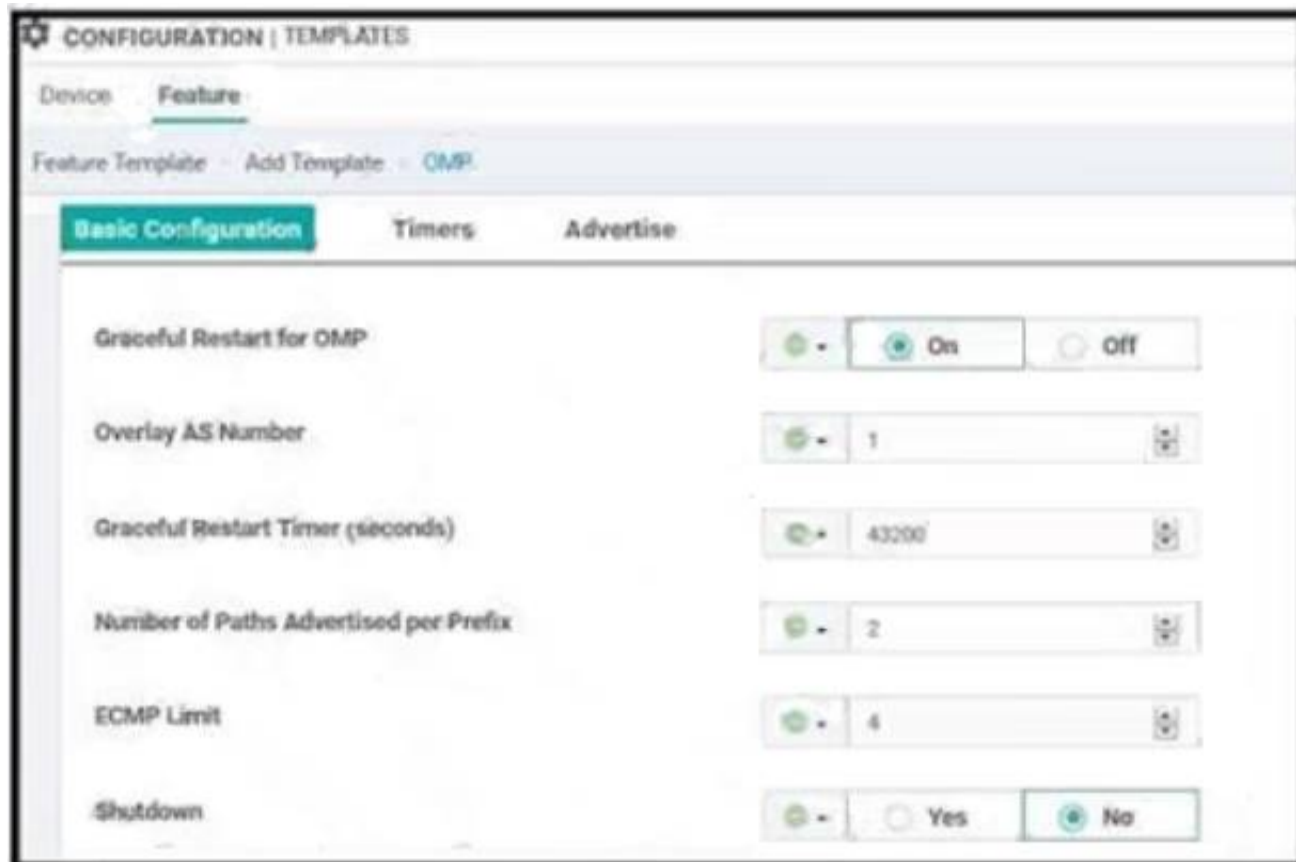 CONFIGURATION | TEMPLATES
Device Feature
Feature Template Add Template OMP
Basic Configuration Timers Advertise
Graceful Restart for OMP On Off
Overlay AS Number 1
Graceful Restart Timer (seconds) 43200
Number of Paths Advertised per Prefix 2
ECMP Limit 4
Shutdown Yes No